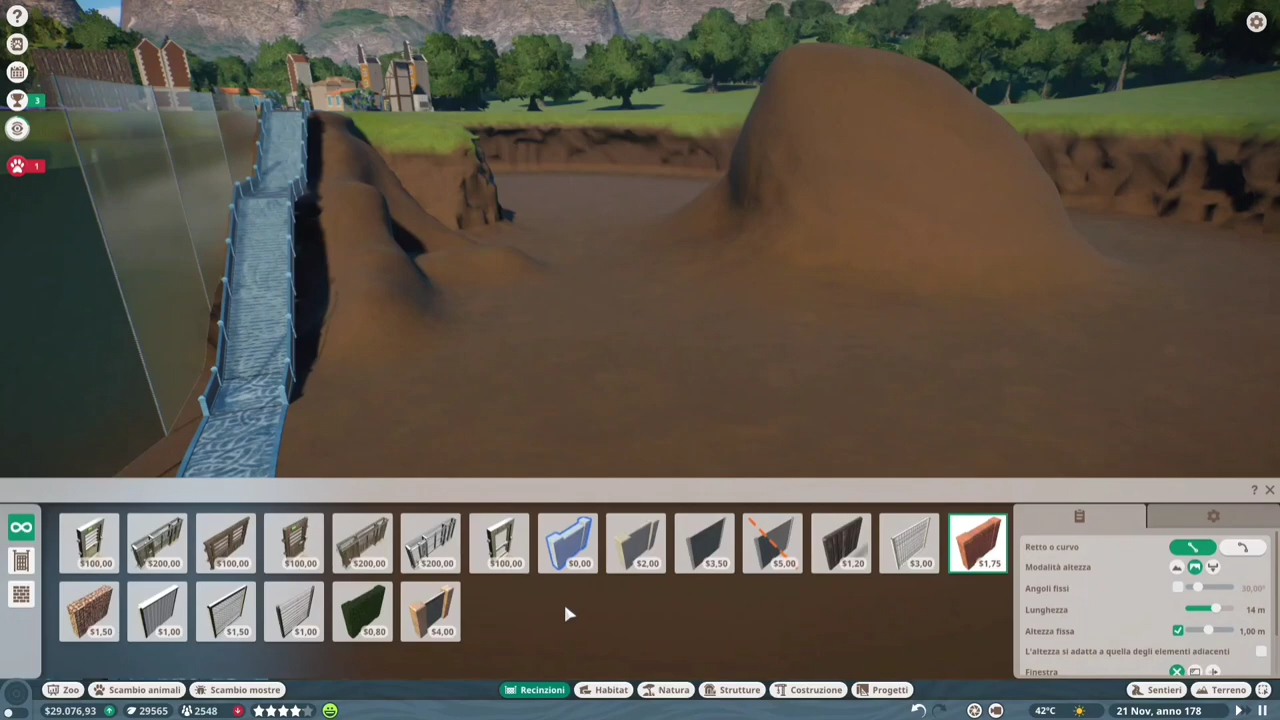 ?
3
1
? ×
$100,00 $200,00 $100,00 $100,00 $200,00 $200,00 $100,00 $0,00 $2,00 $3,50 $5,00 $1,20 $3,00 $1,75
$1,50 $1,00 $1,50 $1,00 $0,80 $4,00
Retto o curvo
Modalità altezza
Angoli fissi 30,00°
Lunghezza 14 m
Altezza fissa 1,00 m
L'altezza si adatta a quella degli elementi adiacenti
Finestra
Zoo Scambio animali Scambio mostre Recinzioni Habitat Natura Strutture Costruzione Progetti Sentieri Terreno
$29.076,93 29565 2548 42°C 21 Nov, anno 178